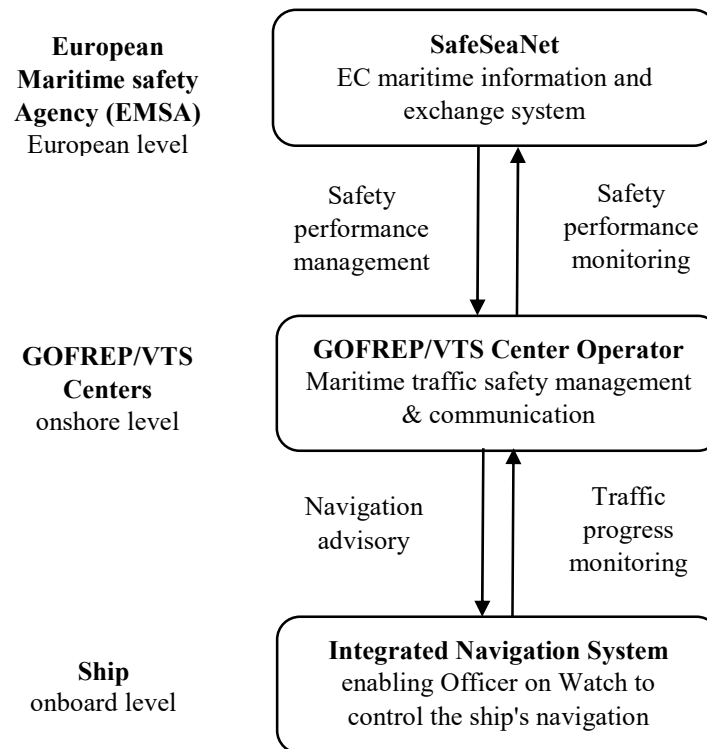 European
Maritime safety
Agency (EMSA)
European level
SafeSeaNet
EC maritime information and
exchange system
Safety
performance
management
Safety
performance
monitoring
GOFREP/VTS
Centers
onshore level
GOFREP/VTS Center Operator
Maritime traffic safety management
& communication
Navigation
advisory
Traffic
progress
monitoring
Ship
onboard level
Integrated Navigation System
enabling Officer on Watch to
control the ship's navigation